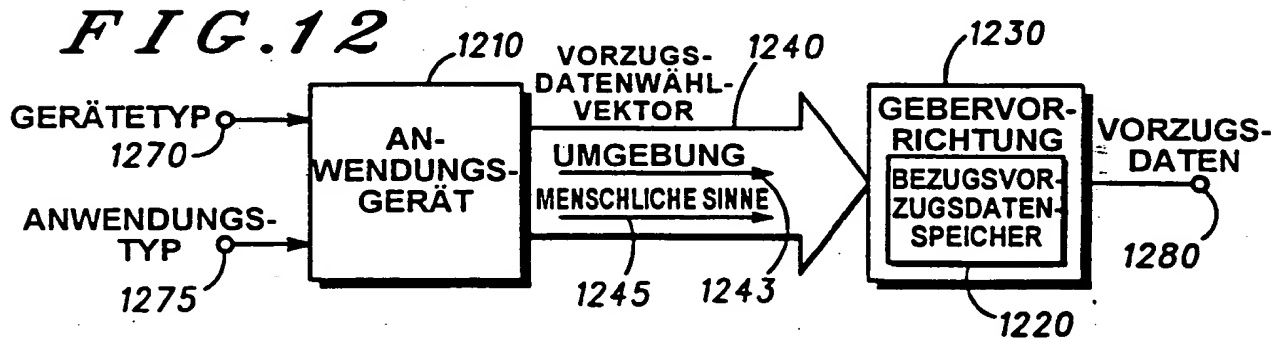 FIG.12
1210
VORZUGS-
DATENWÄHL-
VEKTOR
1240
1230
GERÄTETYP
1270
AN-
WENDUNGS-
GERÄT
UMGEBUNG
MENSCHLICHE SINNE
GEBERVOR-
RICHTUNG
BEZUGSVOR-
ZUGSDATEN-
SPEICHER
VORZUGS-
DATEN
ANWENDUNGS-
TYP
1275
1245
1243
1220
1280